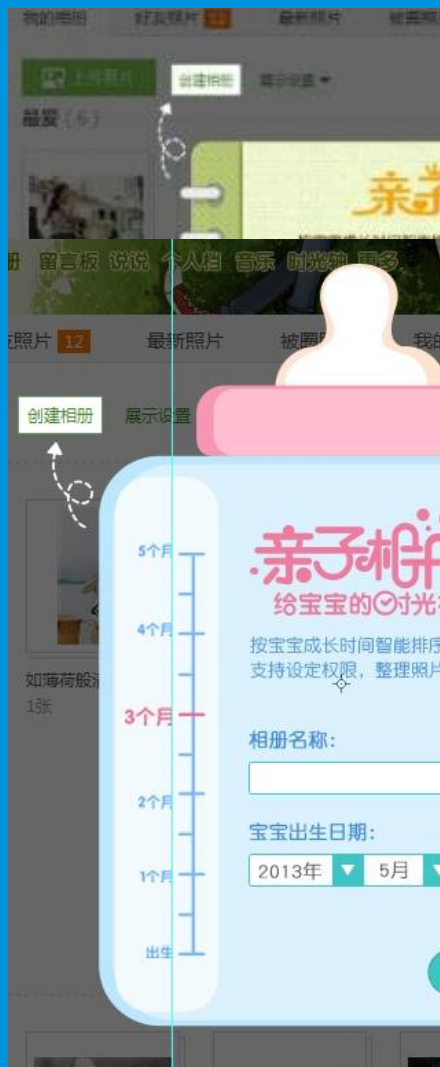 我的相册 好友照片 最新照片
上传照片 创建相册 展示设置
最爱（6）
亲子
册 留言板 说说 个人档 音乐 时光轴 更多
友照片 12 最新照片 被圈 我的
创建相册 展示设置
5个月
4个月
3个月
2个月
1个月
出生
亲子相册
给宝宝的时光
按宝宝成长时间智能排序
支持设定权限，整理照片
相册名称：
宝宝出生日期：
2013年 5月
如薄荷般清
1张